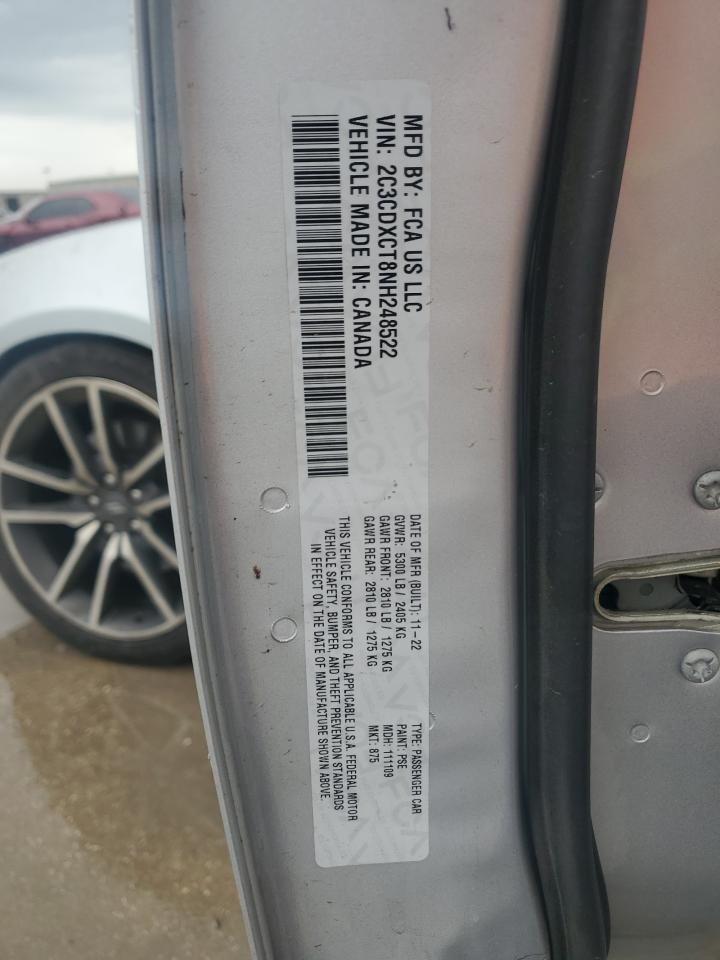 MFD BY: FCA US LLC
VIN: 2C3CDXCT8NH248522
VEHICLE MADE IN: CANADA
DATE OF MFR (BUILT): 11-22
GVWR: 5300 LB / 2405 KG
GAWR FRONT: 2810 LB / 1275 KG
GAWR REAR: 2810 LB / 1275 KG
THIS VEHICLE CONFORMS TO ALL APPLICABLE U.S.A. FEDERAL MOTOR
VEHICLE SAFETY, BUMPER, AND THEFT PREVENTION STANDARDS
IN EFFECT ON THE DATE OF MANUFACTURE SHOWN ABOVE.
TYPE: PASSENGER CAR
PAINT: PSE
MDH: 111109
MKT: 875